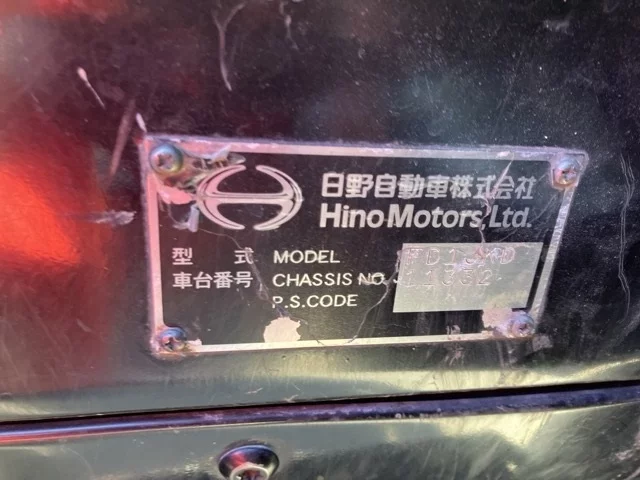 日野自動車株式会社
Hino Motors, Ltd.
型 式 MODEL
車台番号 CHASSIS NO. 11332
P.S.CODE